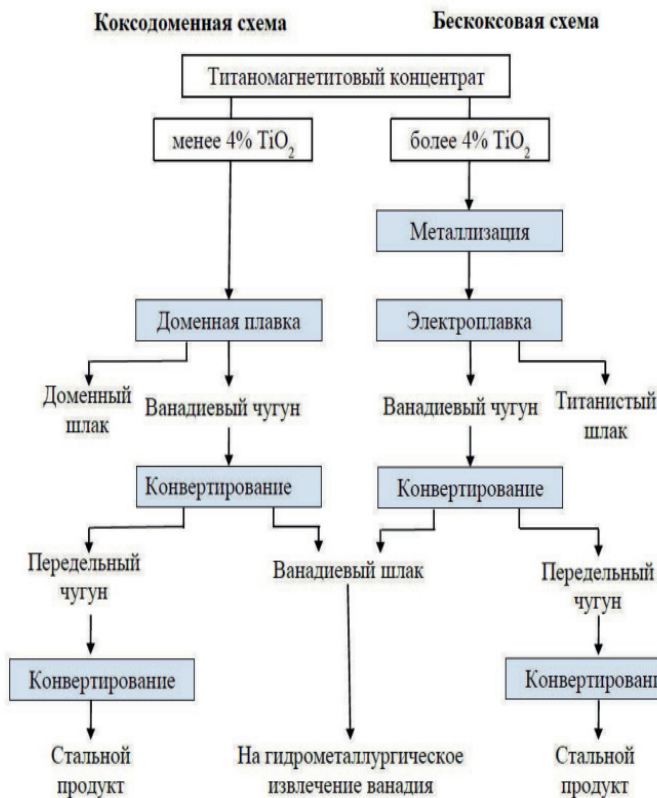 Коксодоменная схема
Бескоксовая схема
Титаномагнетитовый концентрат
менее 4% TiO₂
более 4% TiO₂
Металлизация
Доменная плавка
Электроплавка
Доменный
шлак
Ванадиевый чугун
Ванадиевый чугун
Титанистый
шлак
Конвертирование
Конвертирование
Передельный
чугун
Ванадиевый шлак
Передельный
чугун
Конвертирование
Конвертировани
Стальной
продукт
На гидрометаллургическое
извлечение ванадия
Стальной
продукт